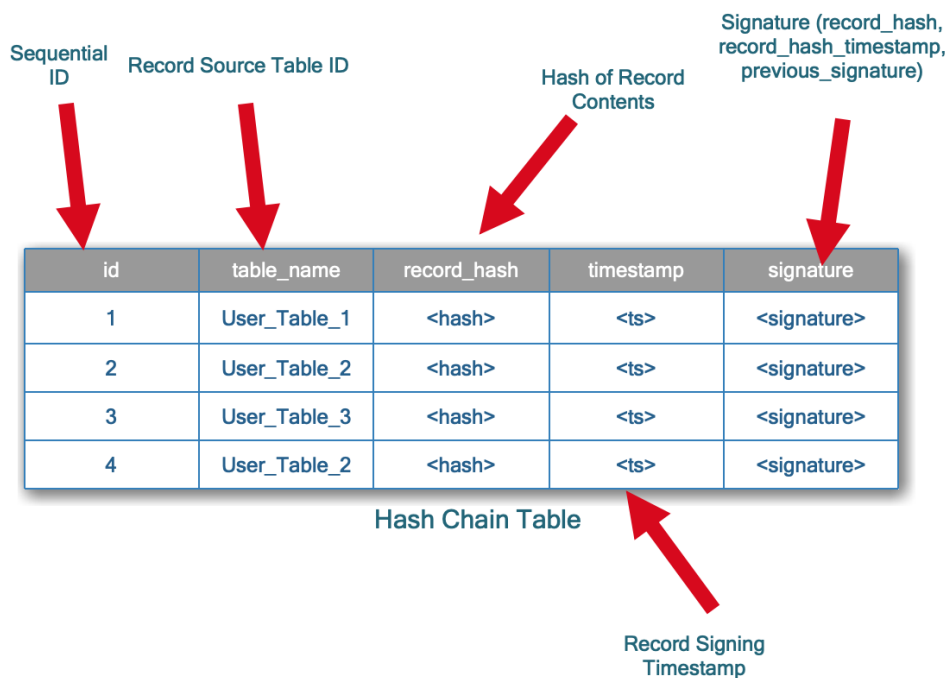 Sequential
ID
Record Source Table ID
Hash of Record
Contents
Signature (record_hash,
record_hash_timestamp,
previous_signature)
id table_name record_hash timestamp signature
1 User_Table_1 <hash> <ts> <signature>
2 User_Table_2 <hash> <ts> <signature>
3 User_Table_3 <hash> <ts> <signature>
4 User_Table_2 <hash> <ts> <signature>
Hash Chain Table
Record Signing
Timestamp